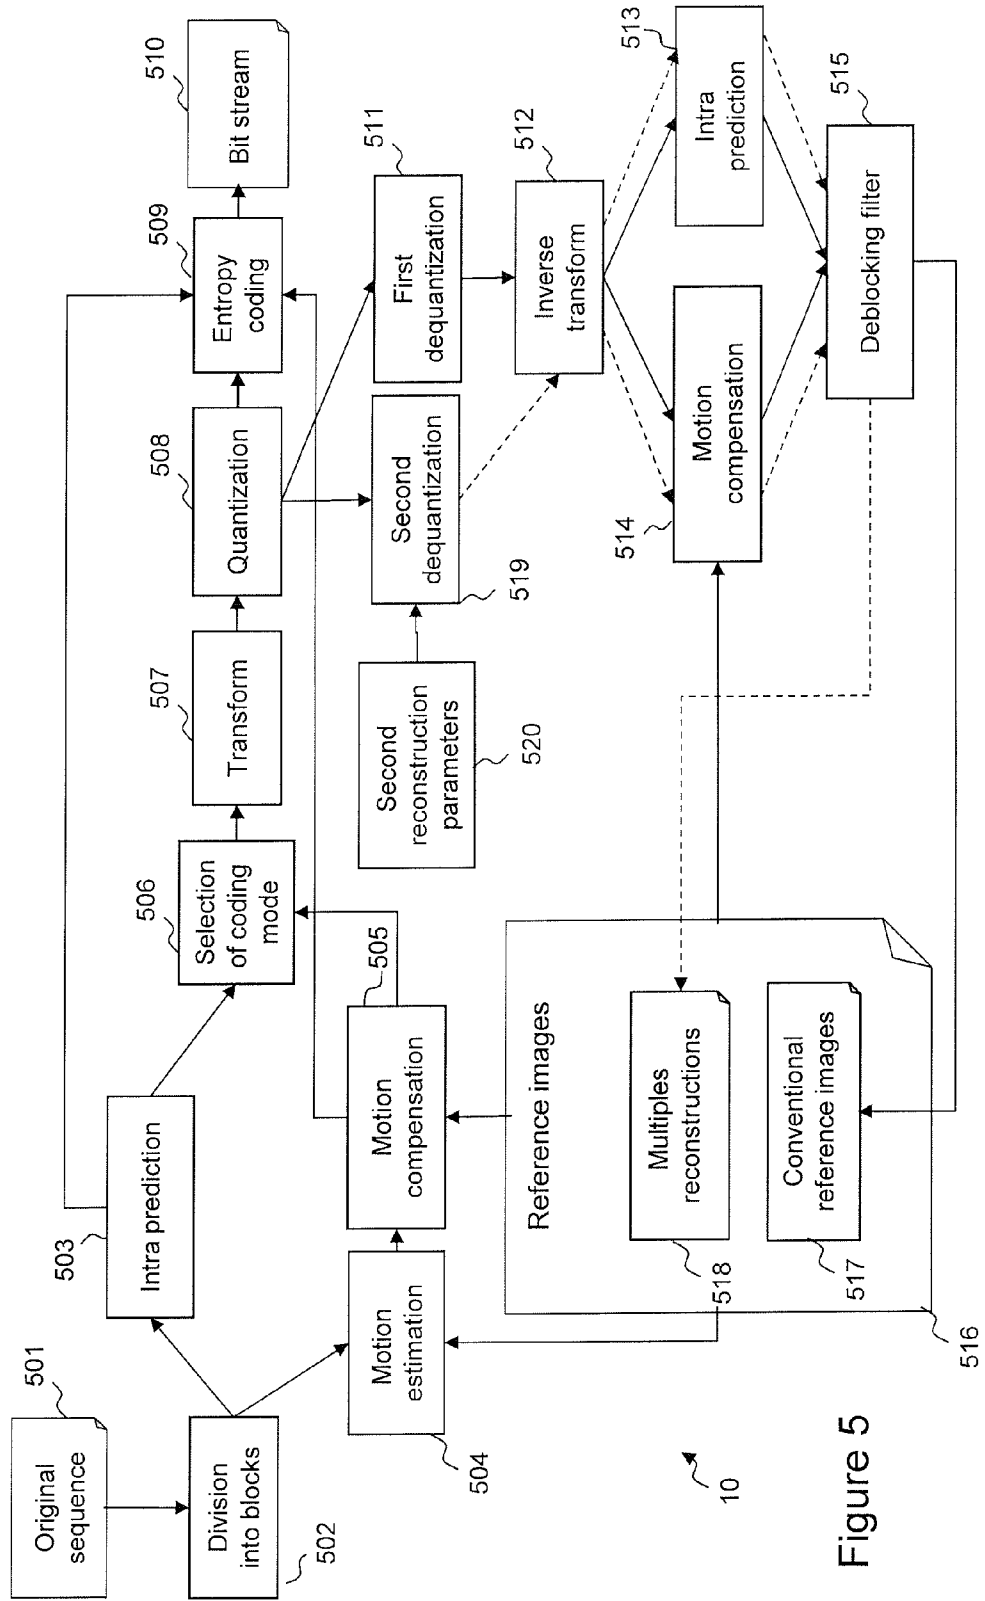 501
Original
sequence
Division
into blocks
502
503
Intra prediction
Motion
estimation
504
505
Motion
compensation
506
Selection
of coding
mode
507
Transform
508
Quantization
509
Entropy
coding
510
Bit stream
511
First
dequantization
Second
dequantization
519
Second
reconstruction
parameters
520
512
Inverse
transform
513
Intra
prediction
514
Motion
compensation
515
Deblocking filter
Reference images
Multiples
reconstructions
518
Conventional
reference images
517
516
10
Figure 5